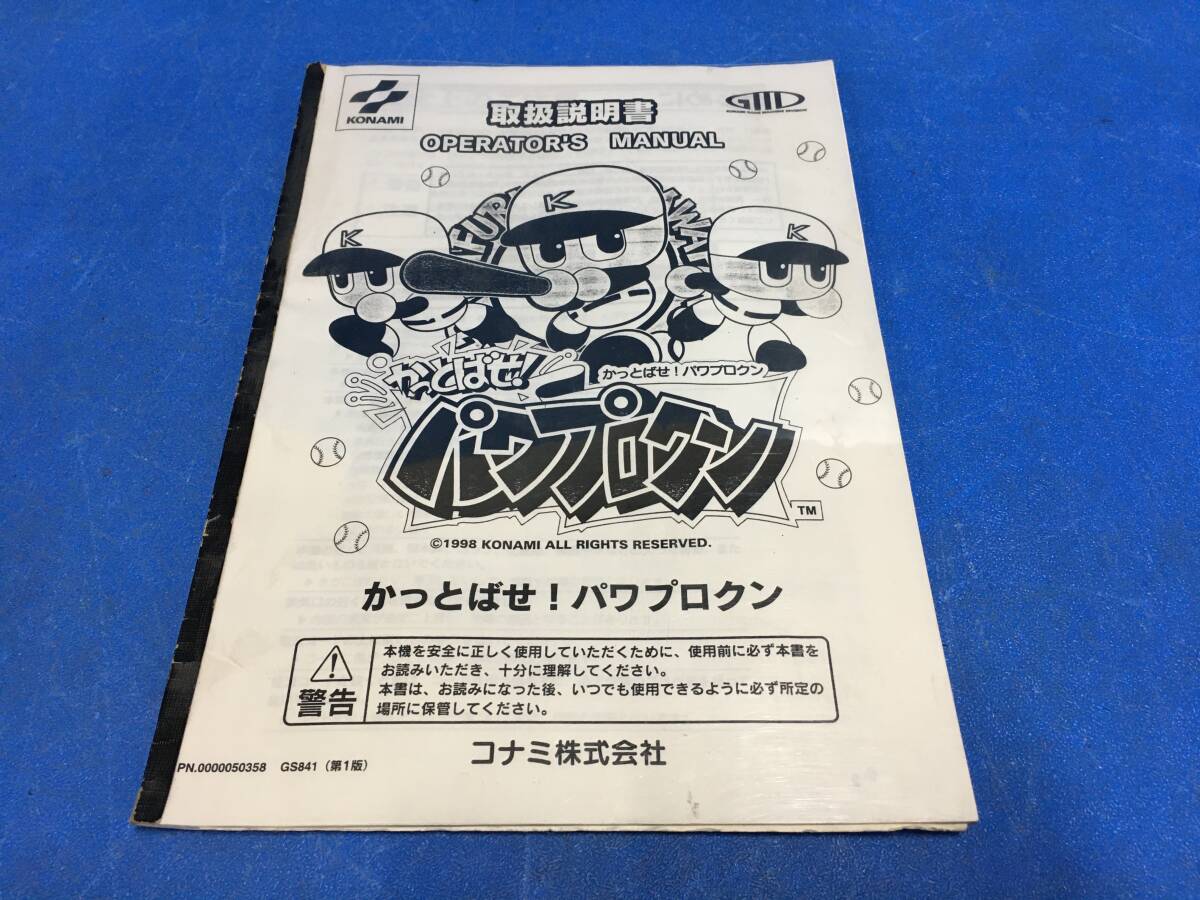 KONAMI
取扱説明書
OPERATOR'S MANUAL
GMD
K
K
K
かっとばせ!
かっとばせ!パワプロクン
パワプロクン
TM
©1998 KONAMI ALL RIGHTS RESERVED.
かっとばせ!パワプロクン
警告
本機を安全に正しく使用していただくために、使用前に必ず本書を
お読みいただき、十分に理解してください。
本書は、お読みになった後、いつでも使用できるように必ず所定の
場所に保管してください。
コナミ株式会社
PN.0000050358 GS841(第1版)